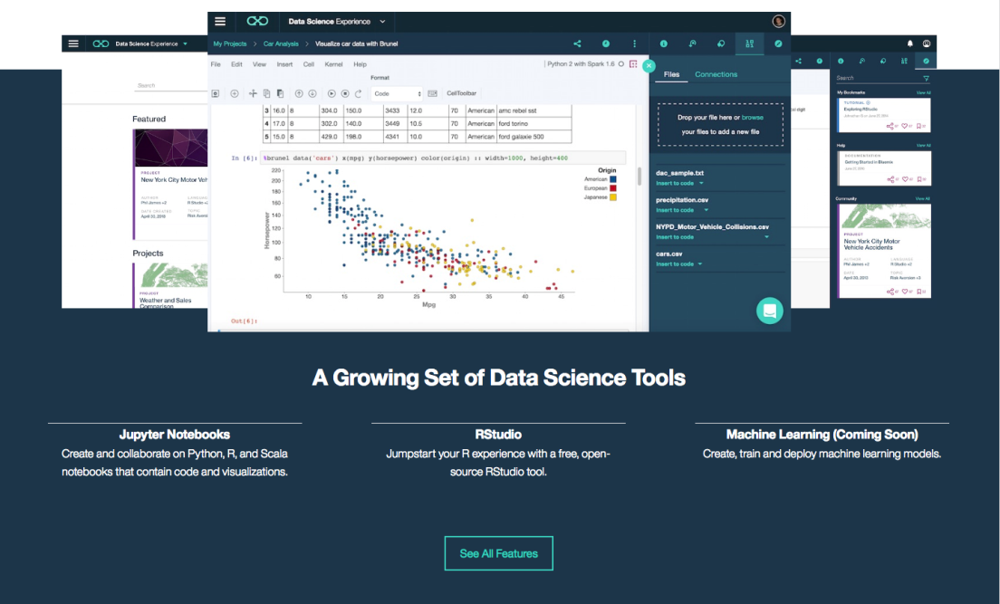 Data Science Experience
My Projects > Car Analysis > Visualize car data with Brunel
File Edit View Insert Cell Kernel Help
Python 2 with Spark 1.6
Format
Code
CellToolbar
3 16.0 8 304.0 150.0 3433 12.0 70 American amc rebel sst
4 17.0 8 302.0 140.0 3449 10.5 70 American ford torino
5 15.0 8 429.0 198.0 4341 10.0 70 American ford galaxie 500
In [6]: %brunel data('cars') x(mpg) y(horsepower) color(origin) :: width=1000, height=400
Origin
American
European
Japanese
Horsepower
220
200
180
160
140
120
100
80
60
10 15 20 25 30 35 40 45
Mpg
Out[6]:
Files Connections
Drop your file here or browse
your files to add a new file
dac_sample.txt
Insert to code
precipitation.csv
Insert to code
NYPD_Motor_Vehicle_Collisions.csv
Insert to code
cars.csv
Insert to code
Data Science Experience
Search
Featured
PROJECT
New York City Motor Veh
AUTHOR
Phil James +2
R Studio +2
DATE CREATED
April 20, 2016
TOPIC
Projects
PROJECT
Weather and Sales
Comparison
Search
My Bookmarks View All
TUTORIAL
Exploring RStudio
Help View All
DOCUMENTATION
Getting Started in Bluemix
Community View All
PROJECT
New York City Motor
Vehicle Accidents
AUTHOR
Phil James +2
R Studio +2
DATE
April 20, 2016
TOPIC
A Growing Set of Data Science Tools
Jupyter Notebooks
Create and collaborate on Python, R, and Scala
notebooks that contain code and visualizations.
RStudio
Jumpstart your R experience with a free, open-
source RStudio tool.
Machine Learning (Coming Soon)
Create, train and deploy machine learning models.
See All Features